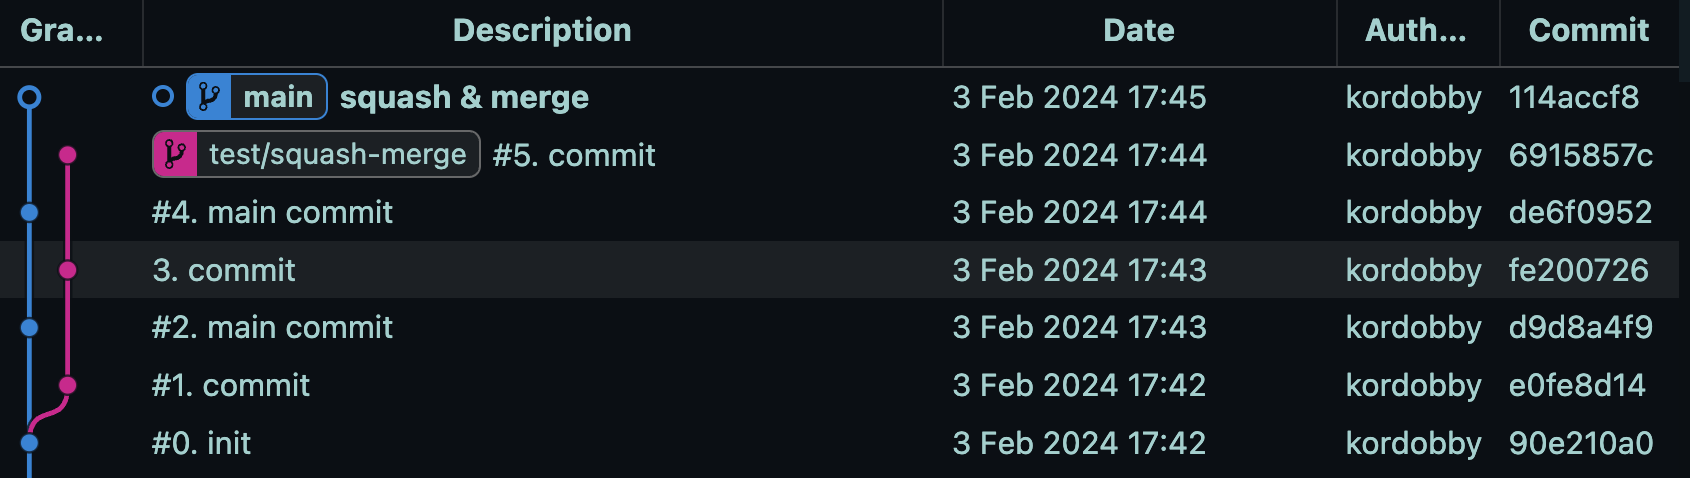 Gra... Description Date Auth... Commit
main squash & merge 3 Feb 2024 17:45 kordobby 114accf8
test/squash-merge #5. commit 3 Feb 2024 17:44 kordobby 6915857c
#4. main commit 3 Feb 2024 17:44 kordobby de6f0952
3. commit 3 Feb 2024 17:43 kordobby fe200726
#2. main commit 3 Feb 2024 17:43 kordobby d9d8a4f9
#1. commit 3 Feb 2024 17:42 kordobby e0fe8d14
#0. init 3 Feb 2024 17:42 kordobby 90e210a0